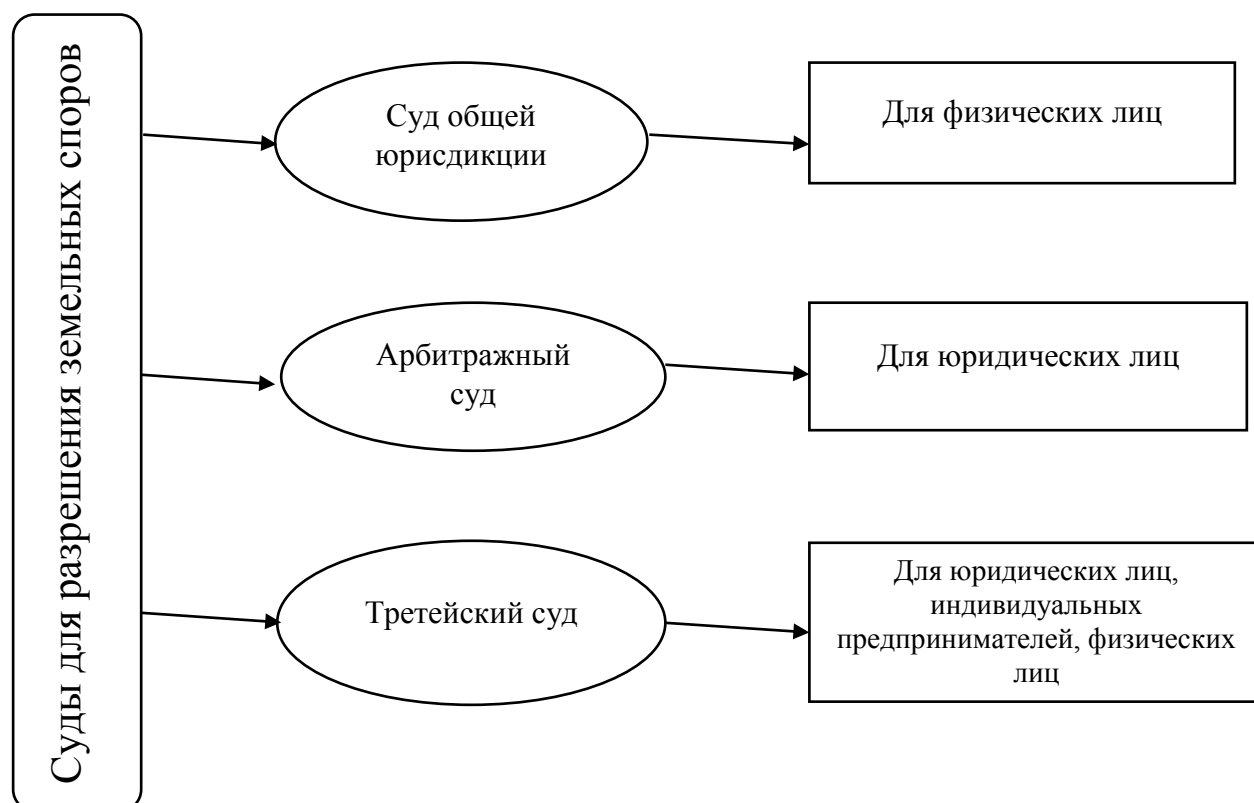 Суды для разрешения земельных споров
Суд общей
юрисдикции
Для физических лиц
Арбитражный
суд
Для юридических лиц
Третейский суд
Для юридических лиц,
индивидуальных
предпринимателей, физических
лиц